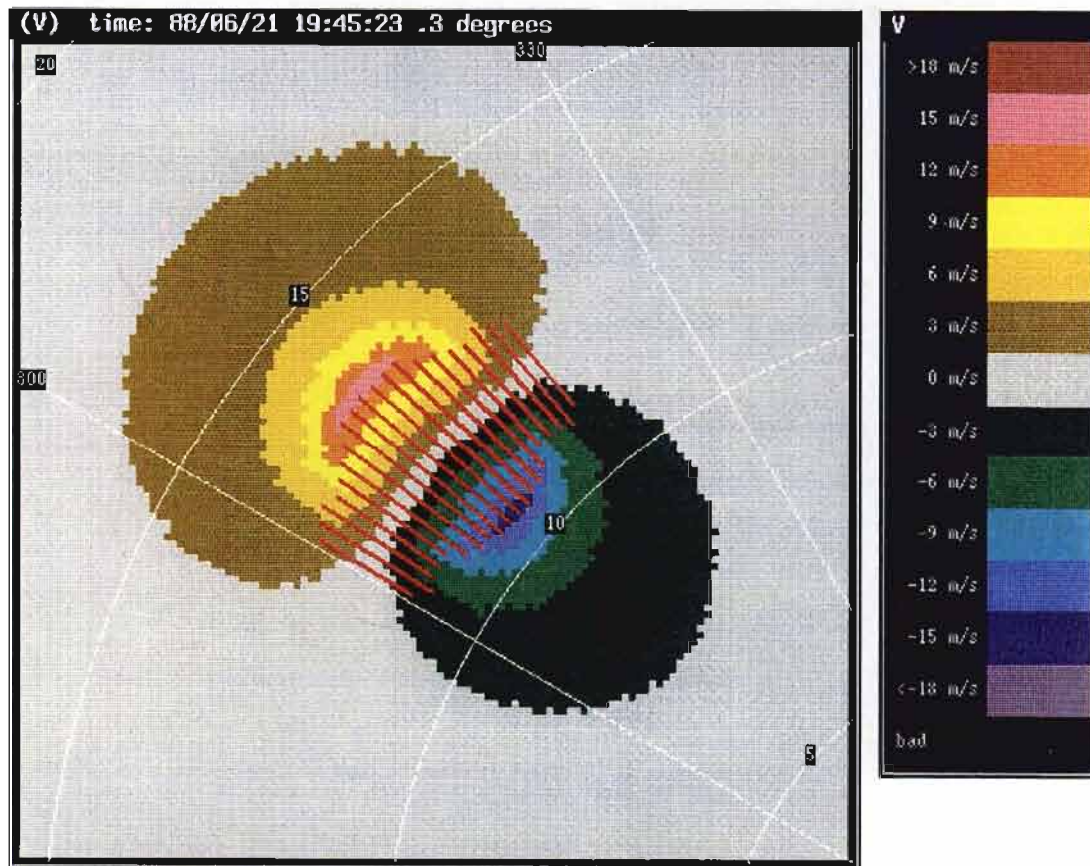 (V) time: 88/06/21 19:45:23 .3 degrees
20
330
15
300
10
5
V
>18 m/s
15 m/s
12 m/s
9 m/s
6 m/s
3 m/s
0 m/s
-3 m/s
-6 m/s
-9 m/s
-12 m/s
-15 m/s
<-18 m/s
bad